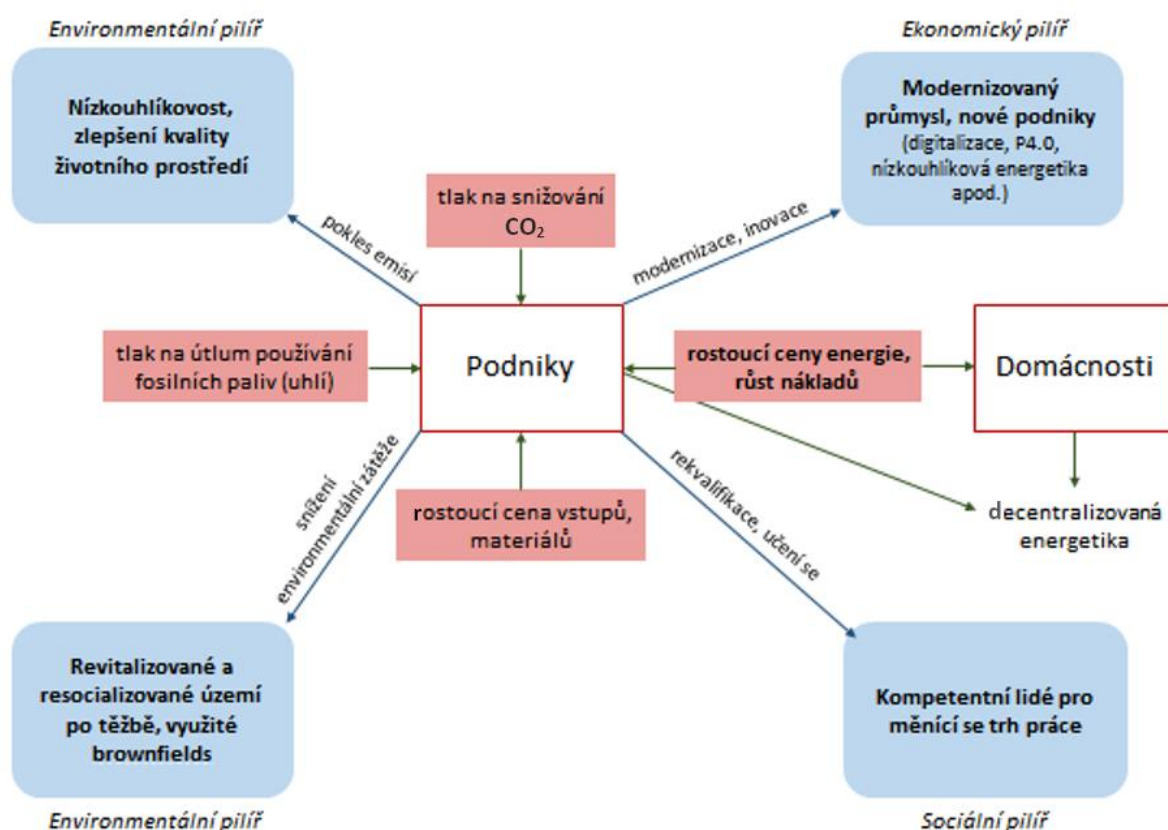 Environmentální pilíř
Ekonomický pilíř
Nízkouhlíkovost,
zlepšení kvality
životního prostředí
Modernizovaný
průmysl, nové podniky
(digitalizace, P4.0,
nízkouhlíková energetika
apod.)
tlak na snižování
CO₂
pokles emisí
modernizace, inovace
tlak na útlum používání
fosilních paliv (uhlí)
Podniky
rostoucí ceny energie,
růst nákladů
Domácnosti
snížení
environmentální zátěže
rostoucí cena vstupů,
materiálů
rekvalifikace, učení se
decentralizovaná
energetika
Revitalizované a
resocializované území
po těžbě, využité
brownfields
Kompetentní lidé pro
měnící se trh práce
Environmentální pilíř
Sociální pilíř